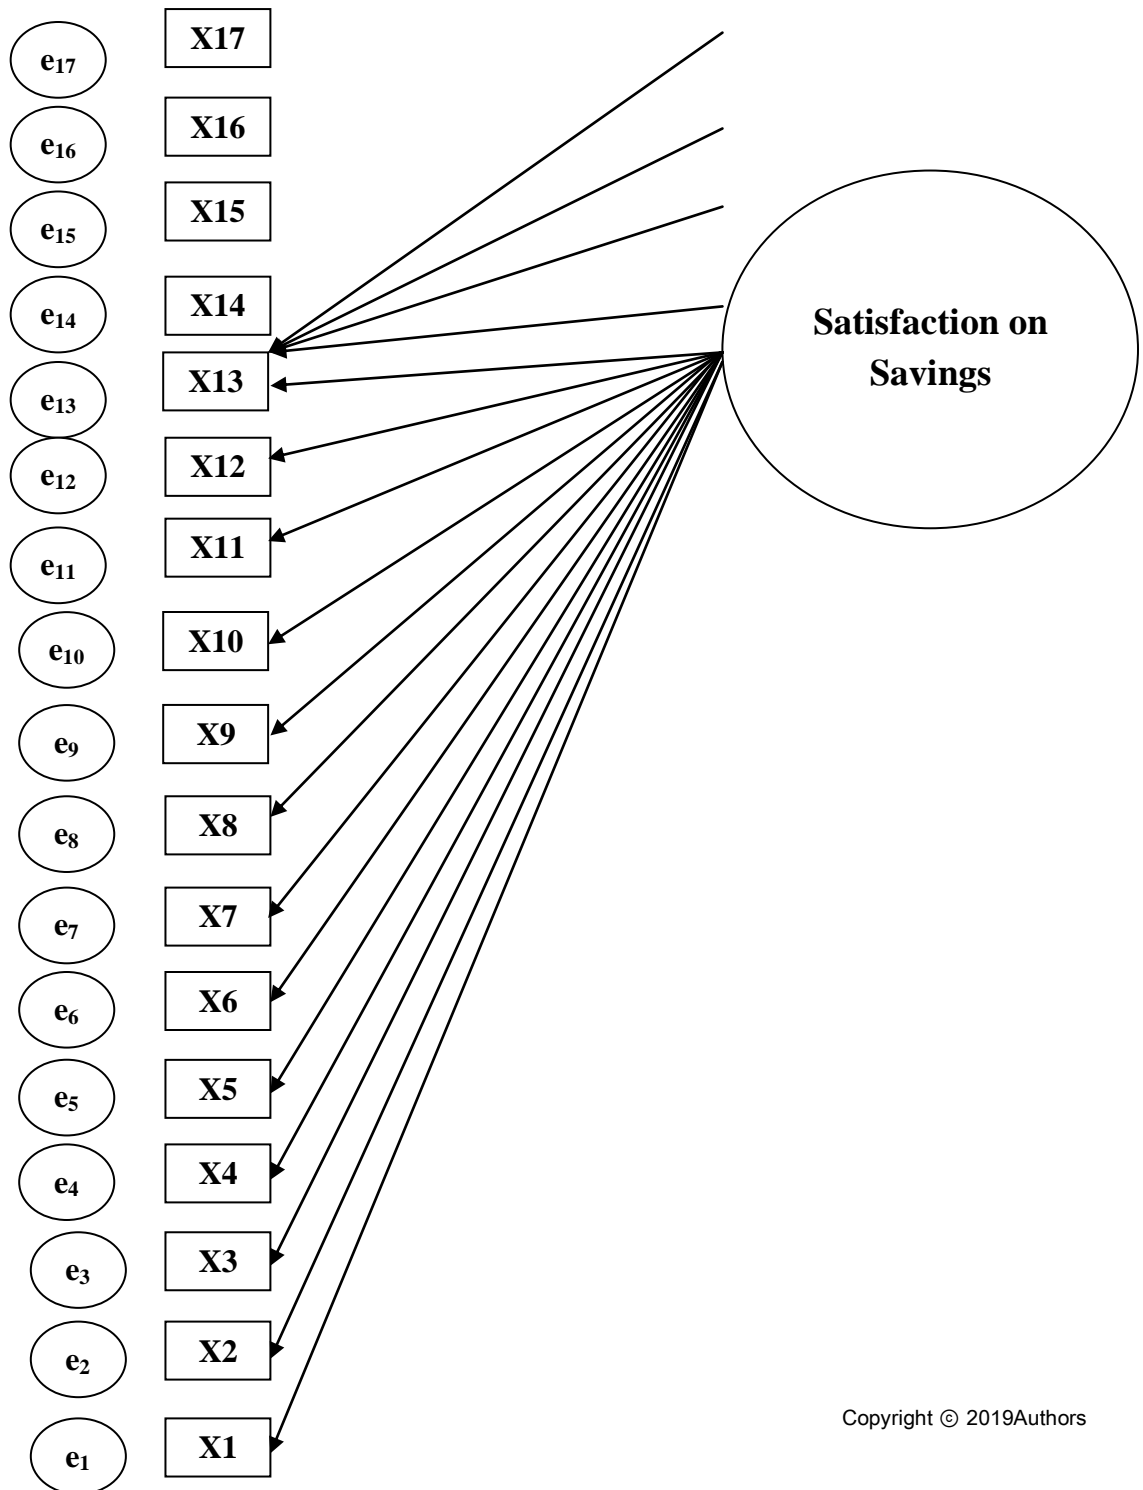 e17 X17
e16 X16
e15 X15
e14 X14
Satisfaction on
Savings
e13 X13
e12 X12
e11 X11
e10 X10
e9 X9
e8 X8
e7 X7
e6 X6
e5 X5
e4 X4
e3 X3
e2 X2
e1 X1
Copyright ⓒ 2019Authors